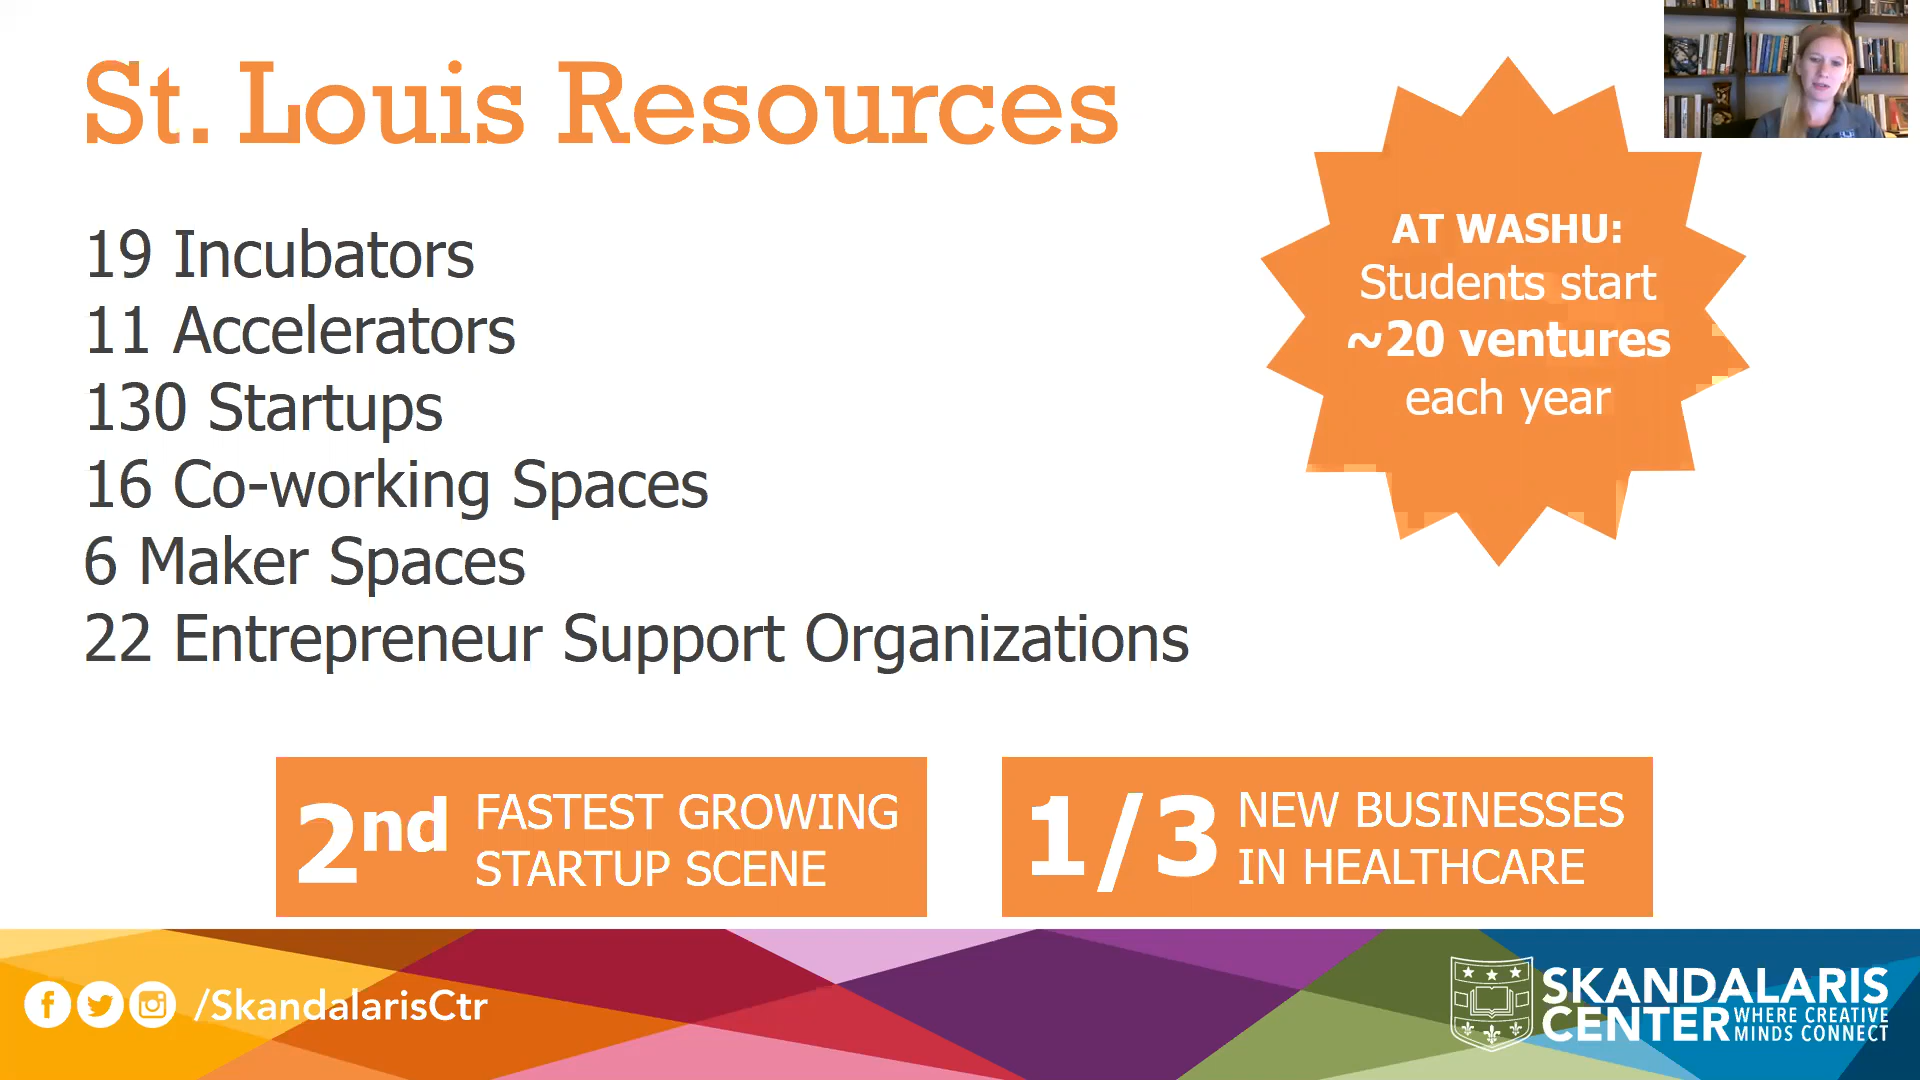 St. Louis Resources
19 Incubators
11 Accelerators
130 Startups
16 Co-working Spaces
6 Maker Spaces
22 Entrepreneur Support Organizations
AT WASHU:
Students start
~20 ventures
each year
2nd FASTEST GROWING
STARTUP SCENE
1/3 NEW BUSINESSES
IN HEALTHCARE
/SkandalarisCtr
SKANDALARIS
CENTER WHERE CREATIVE
MINDS CONNECT